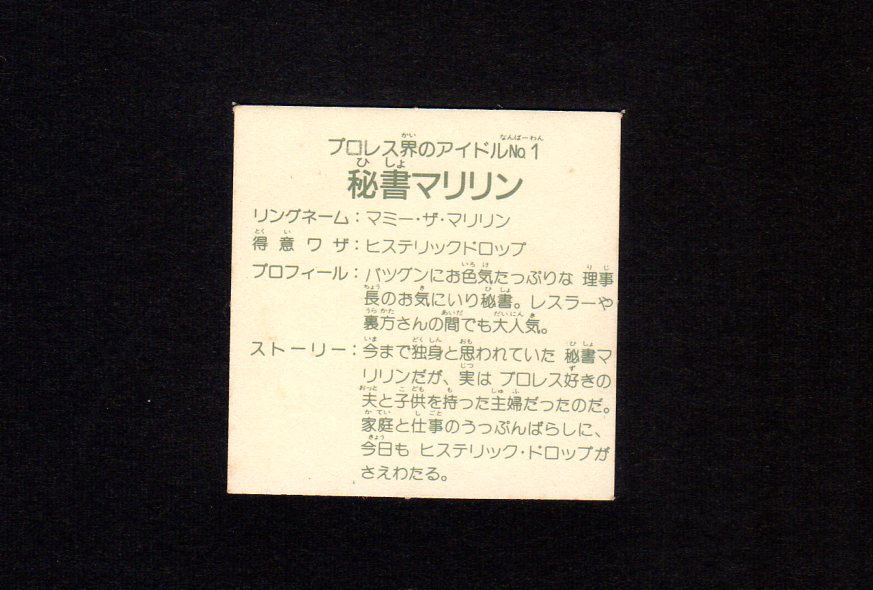 プロレス界のアイドルNo.1
秘書マリリン
リングネーム：マミー・ザ・マリリン
得意ワザ：ヒステリックドロップ
プロフィール：バツグンにお色気たっぷりな 理事
長のお気にいり秘書。レスラーや
裏方さんの間でも大人気。
ストーリー：今まで独身と思われていた 秘書マ
リリンだが、実は プロレス好きの
夫と子供を持った主婦だったのだ。
家庭と仕事のうっぷんばらしに、
今日も ヒステリック・ドロップが
さえわたる。